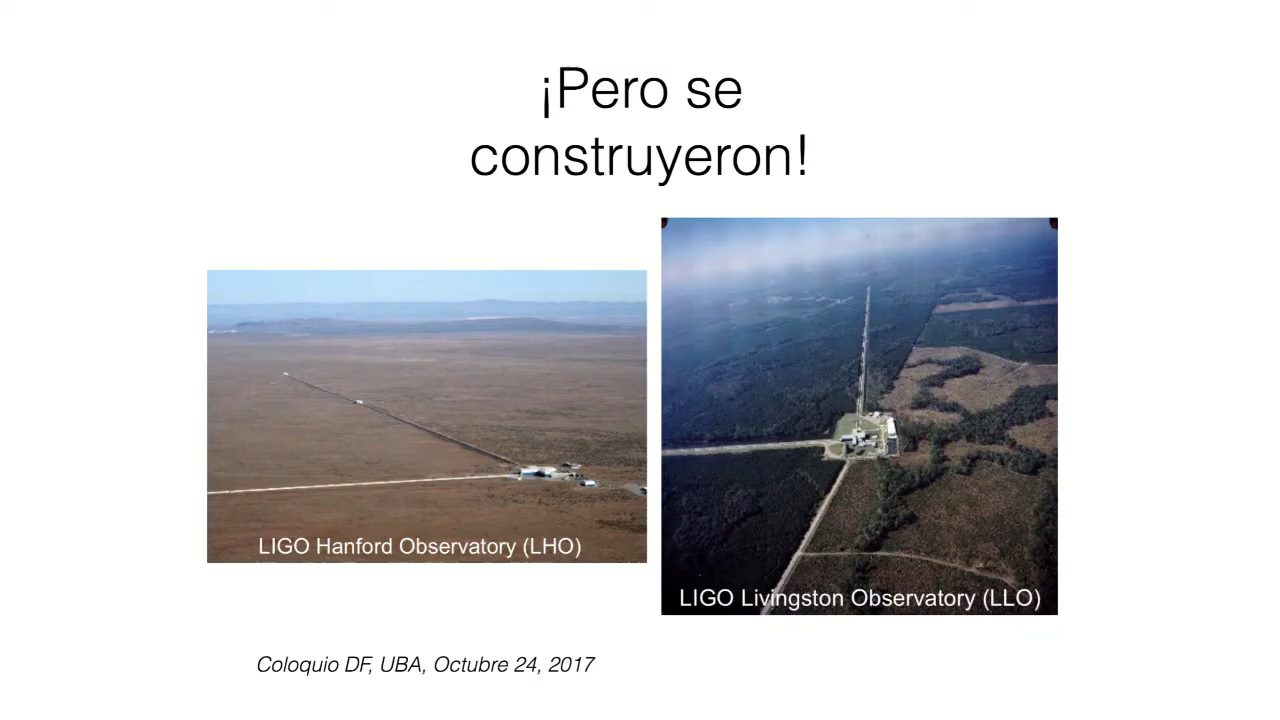 ¡Pero se
construyeron!
LIGO Hanford Observatory (LHO)
LIGO Livingston Observatory (LLO)
Coloquio DF, UBA, Octubre 24, 2017